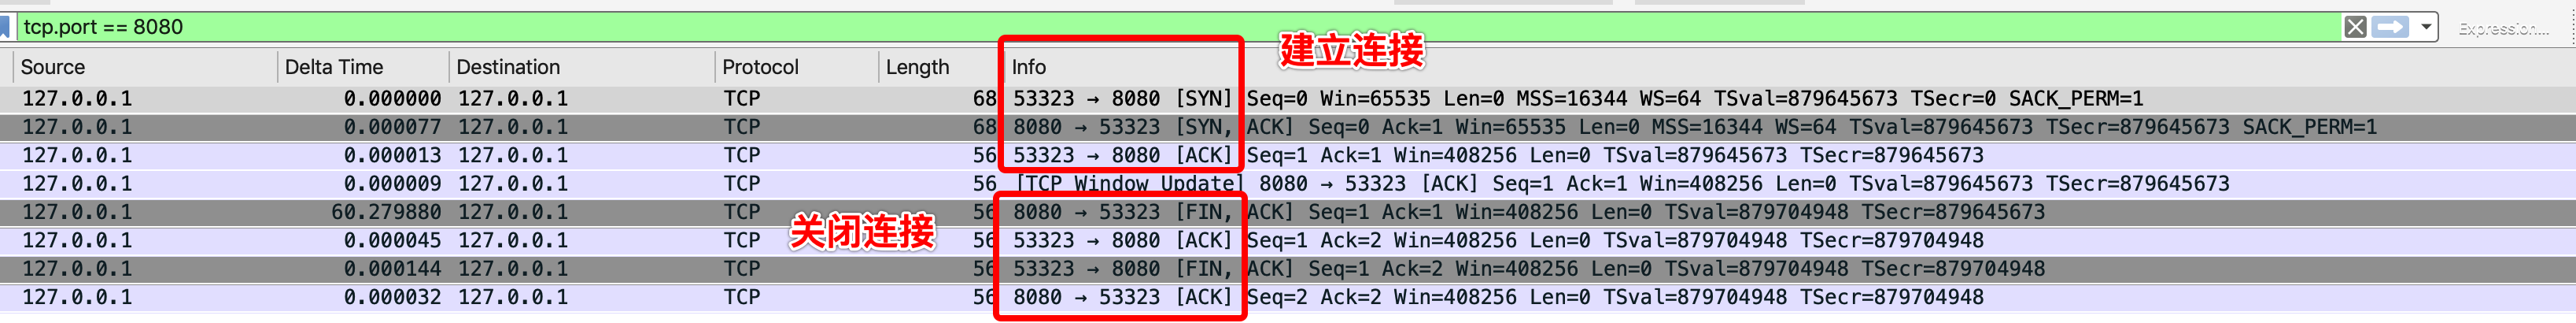 tcp.port == 8080
Expression...
建立连接
Source Delta Time Destination Protocol Length Info
127.0.0.1 0.000000 127.0.0.1 TCP 68 53323 → 8080 [SYN] Seq=0 Win=65535 Len=0 MSS=16344 WS=64 TSval=879645673 TSecr=0 SACK_PERM=1
127.0.0.1 0.000077 127.0.0.1 TCP 68 8080 → 53323 [SYN, ACK] Seq=0 Ack=1 Win=65535 Len=0 MSS=16344 WS=64 TSval=879645673 TSecr=879645673 SACK_PERM=1
127.0.0.1 0.000013 127.0.0.1 TCP 56 53323 → 8080 [ACK] Seq=1 Ack=1 Win=408256 Len=0 TSval=879645673 TSecr=879645673
127.0.0.1 0.000009 127.0.0.1 TCP 56 [TCP Window Update] 8080 → 53323 [ACK] Seq=1 Ack=1 Win=408256 Len=0 TSval=879645673 TSecr=879645673
127.0.0.1 60.279880 127.0.0.1 TCP 56 8080 → 53323 [FIN, ACK] Seq=1 Ack=1 Win=408256 Len=0 TSval=879704948 TSecr=879645673
关闭连接
127.0.0.1 0.000045 127.0.0.1 TCP 56 53323 → 8080 [ACK] Seq=1 Ack=2 Win=408256 Len=0 TSval=879704948 TSecr=879704948
127.0.0.1 0.000144 127.0.0.1 TCP 56 53323 → 8080 [FIN, ACK] Seq=1 Ack=2 Win=408256 Len=0 TSval=879704948 TSecr=879704948
127.0.0.1 0.000032 127.0.0.1 TCP 56 8080 → 53323 [ACK] Seq=2 Ack=2 Win=408256 Len=0 TSval=879704948 TSecr=879704948